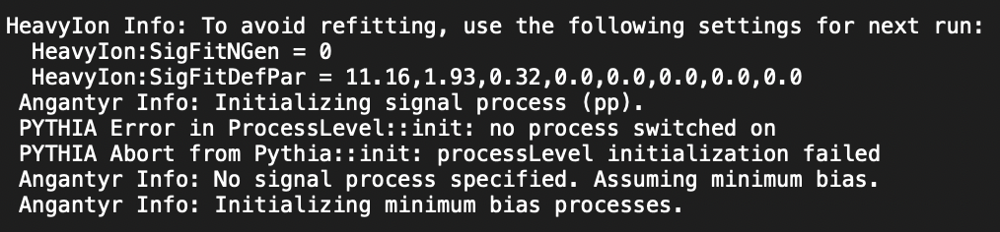 HeavyIon Info: To avoid refitting, use the following settings for next run:
HeavyIon:SigFitNGen = 0
HeavyIon:SigFitDefPar = 11.16,1.93,0.32,0.0,0.0,0.0,0.0,0.0
Angantyr Info: Initializing signal process (pp).
PYTHIA Error in ProcessLevel::init: no process switched on
PYTHIA Abort from Pythia::init: processLevel initialization failed
Angantyr Info: No signal process specified. Assuming minimum bias.
Angantyr Info: Initializing minimum bias processes.